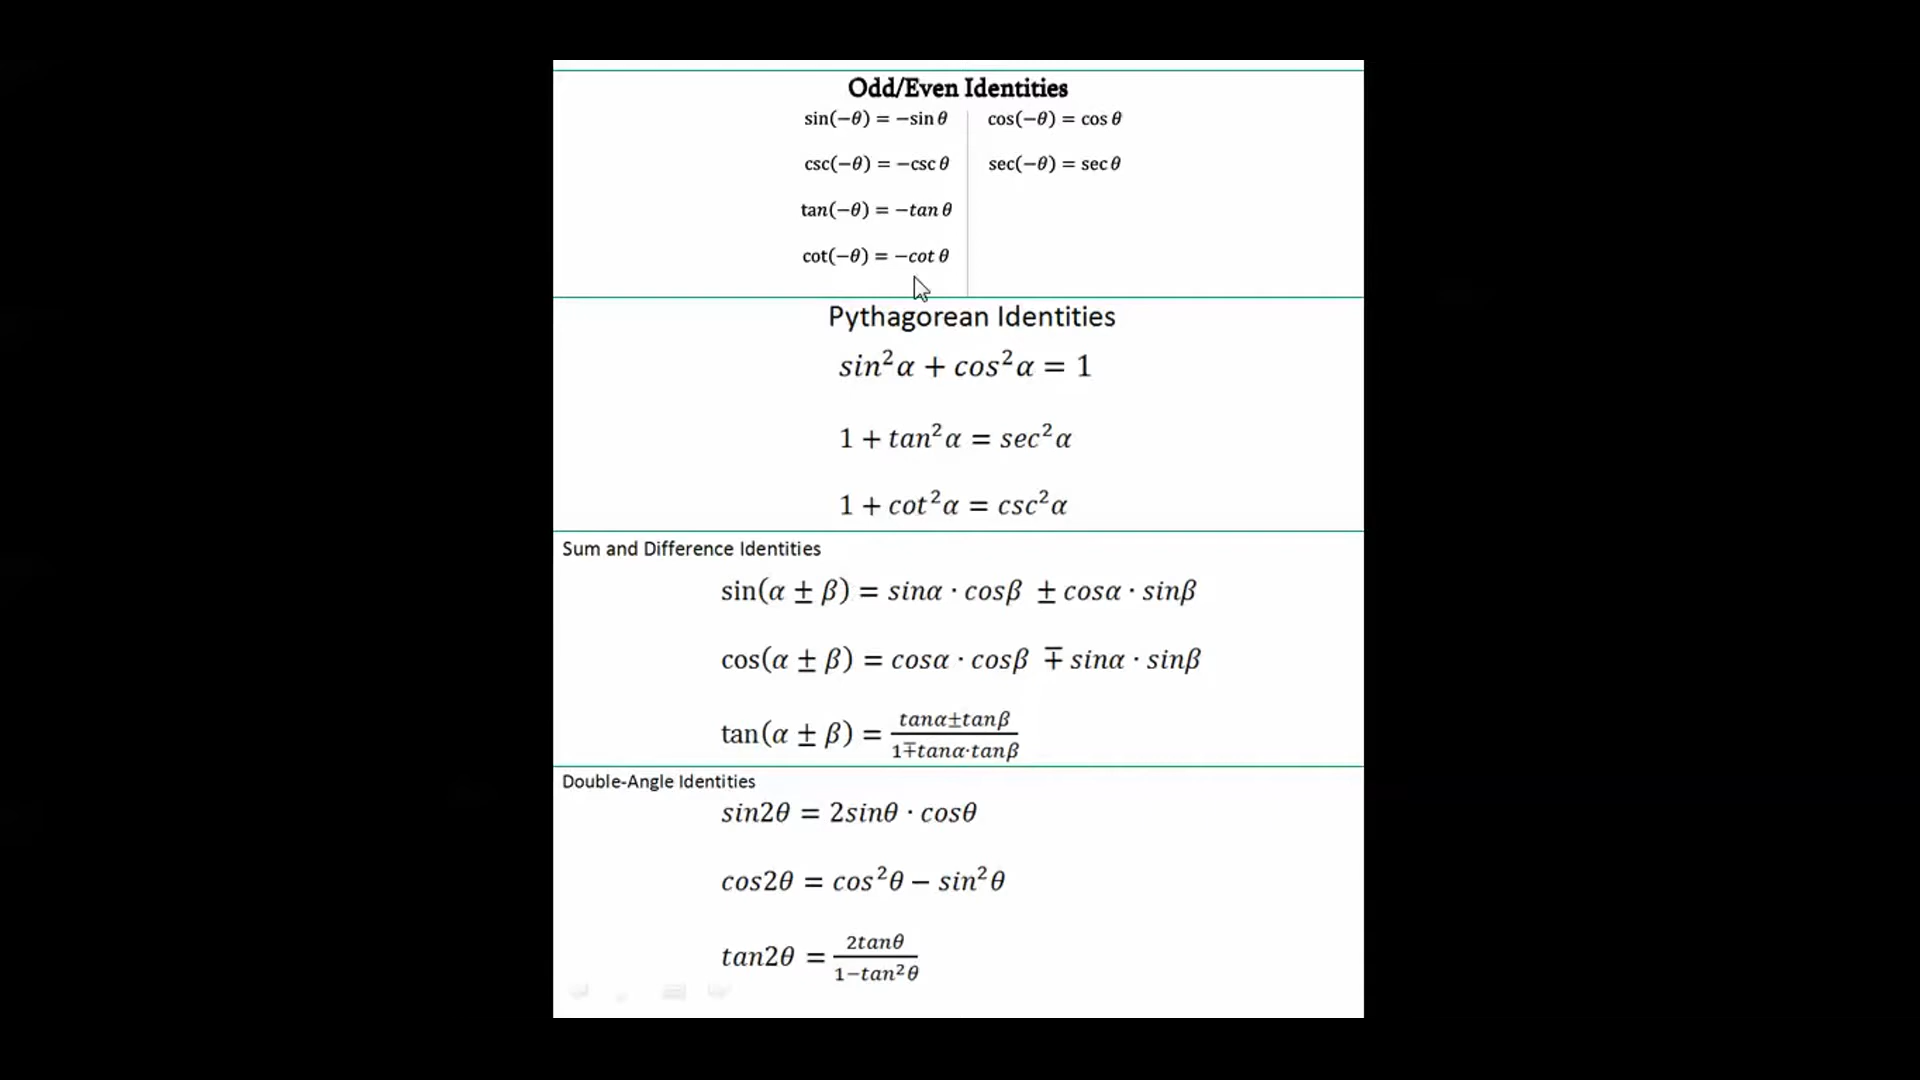 Odd/Even Identities
sin(−θ) = −sin θ
cos(−θ) = cos θ
csc(−θ) = −csc θ
sec(−θ) = sec θ
tan(−θ) = −tan θ
cot(−θ) = −cot θ
Pythagorean Identities
sin²α + cos²α = 1
1 + tan²α = sec²α
1 + cot²α = csc²α
Sum and Difference Identities
sin(α ± β) = sinα · cosβ ± cosα · sinβ
cos(α ± β) = cosα · cosβ ∓ sinα · sinβ
tan(α ± β) = tanα±tanβ / 1∓tanα·tanβ
Double-Angle Identities
sin2θ = 2sinθ · cosθ
cos2θ = cos²θ − sin²θ
tan2θ = 2tanθ / 1−tan²θ